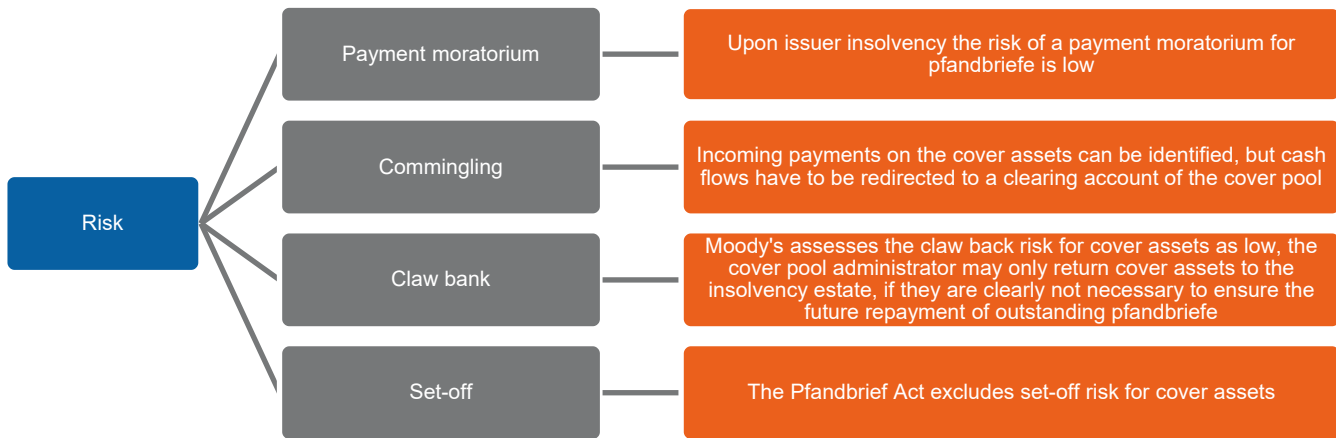 Risk
Payment moratorium
Upon issuer insolvency the risk of a payment moratorium for
pfandbriefe is low
Commingling
Incoming payments on the cover assets can be identified, but cash
flows have to be redirected to a clearing account of the cover pool
Claw bank
Moody's assesses the claw back risk for cover assets as low, the
cover pool administrator may only return cover assets to the
insolvency estate, if they are clearly not necessary to ensure the
future repayment of outstanding pfandbriefe
Set-off
The Pfandbrief Act excludes set-off risk for cover assets